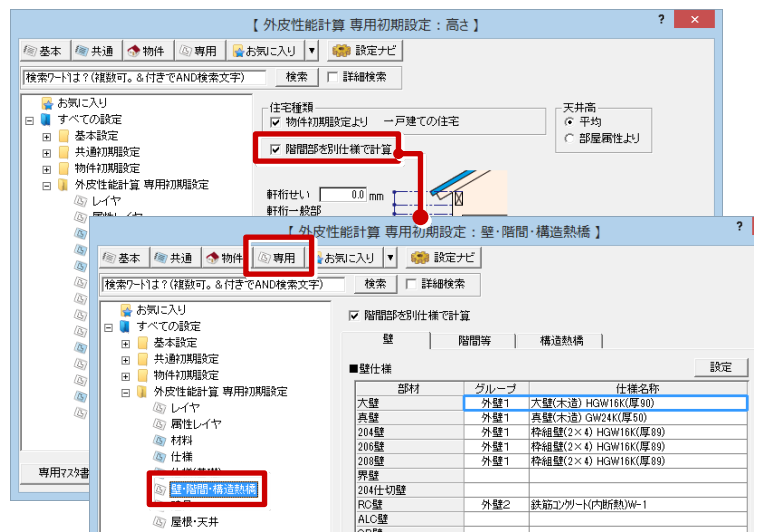 【 外皮性能計算 専用初期設定：高さ 】
? ×
基本 共通 物件 専用 お気に入り ▼ 設定ナビ
検索ワードは？(複数可。&付きでAND検索文字) 検索 詳細検索
お気に入り
すべての設定
基本設定
共通初期設定
物件初期設定
外皮性能計算 専用初期設定
レイヤ
住宅種類
物件初期設定より 一戸建ての住宅
階間部を別仕様で計算
天井高
平均
部屋属性より
軒桁せい 0.0 mm
軒桁一般部
専用マスタ書
【 外皮性能計算 専用初期設定：壁・階間・構造熱橋 】
?
基本 共通 物件 専用 お気に入り ▼ 設定ナビ
検索ワードは？(複数可。&付きでAND検索文字) 検索 詳細検索
お気に入り
すべての設定
基本設定
共通初期設定
物件初期設定
外皮性能計算 専用初期設定
レイヤ
属性レイヤ
材料
仕様
壁・階間・構造熱橋
屋根・天井
階間部を別仕様で計算
壁 階間等 構造熱橋
■壁仕様 設定
部材 グループ 仕様名称
大壁 外壁1 大壁(木造) HGW16K(厚90)
真壁 外壁1 真壁(木造) GW24K(厚50)
204壁 外壁1 枠組壁(2×4) HGW16K(厚89)
206壁 外壁1 枠組壁(2×4) HGW16K(厚89)
208壁 外壁1 枠組壁(2×4) HGW16K(厚89)
界壁
204仕切壁
RC壁 外壁2 鉄筋コンクリート(内断熱)W-1
ALC壁